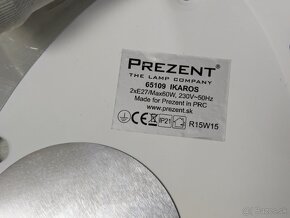 PREZENT®
THE LAMP COMPANY
65109 IKAROS
2xE27/Max60W, 230V~50Hz
Made for Prezent in PRC
www.prezent.sk
CE IP21 R15W15